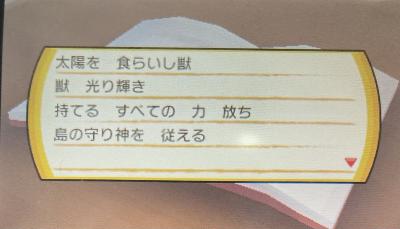 太陽を　食らいし獣
獣　光り輝き
持てる　すべての　力　放ち
島の守り神を　従える